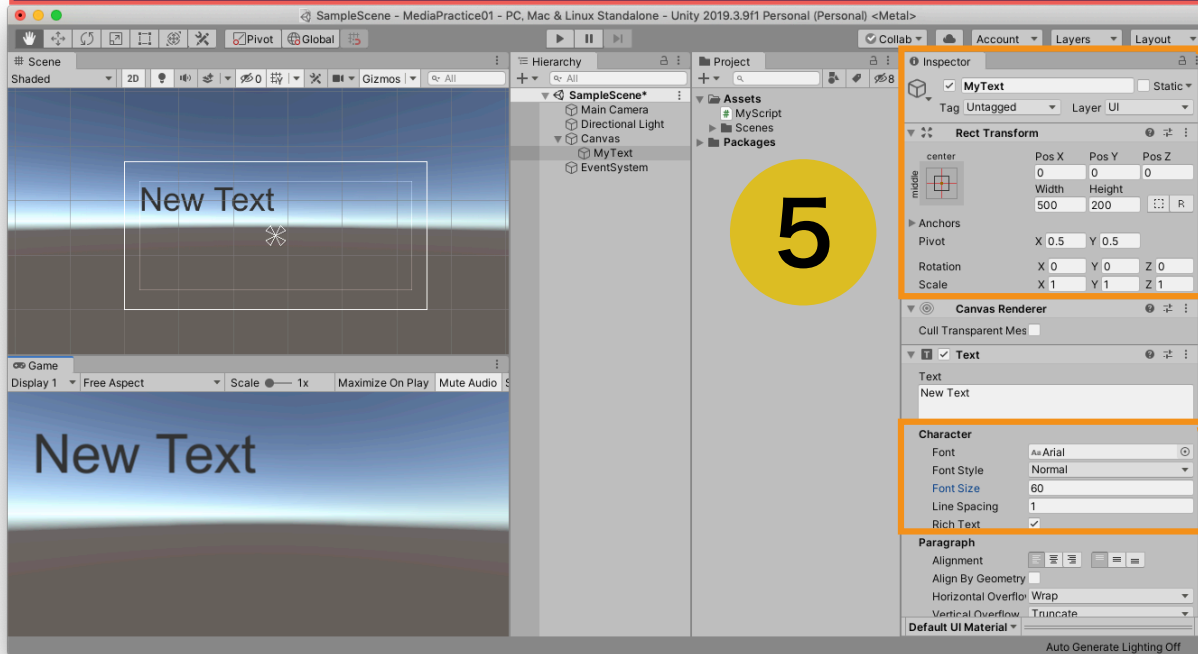 SampleScene - MediaPractice01 - PC, Mac & Linux Standalone - Unity 2019.3.9f1 Personal (Personal) <Metal>
Pivot Global Collab Account Layers Layout
Scene
Shaded 2D 0 Gizmos All
New Text
Game
Display 1 Free Aspect Scale 1x Maximize On Play Mute Audio S
New Text
Hierarchy
All
SampleScene*
Main Camera
Directional Light
Canvas
MyText
EventSystem
Project
8
Assets
# MyScript
Scenes
Packages
5
Inspector
MyText Static
Tag Untagged Layer UI
Rect Transform
center
middle
Pos X Pos Y Pos Z
0 0 0
Width Height
500 200 R
Anchors
Pivot X 0.5 Y 0.5
Rotation X 0 Y 0 Z 0
Scale X 1 Y 1 Z 1
Canvas Renderer
Cull Transparent Mes
T Text
Text
New Text
Character
Font Aa Arial
Font Style Normal
Font Size 60
Line Spacing 1
Rich Text
Paragraph
Alignment
Align By Geometry
Horizontal Overflo Wrap
Vertical Overflow Truncate
Default UI Material
Auto Generate Lighting Off